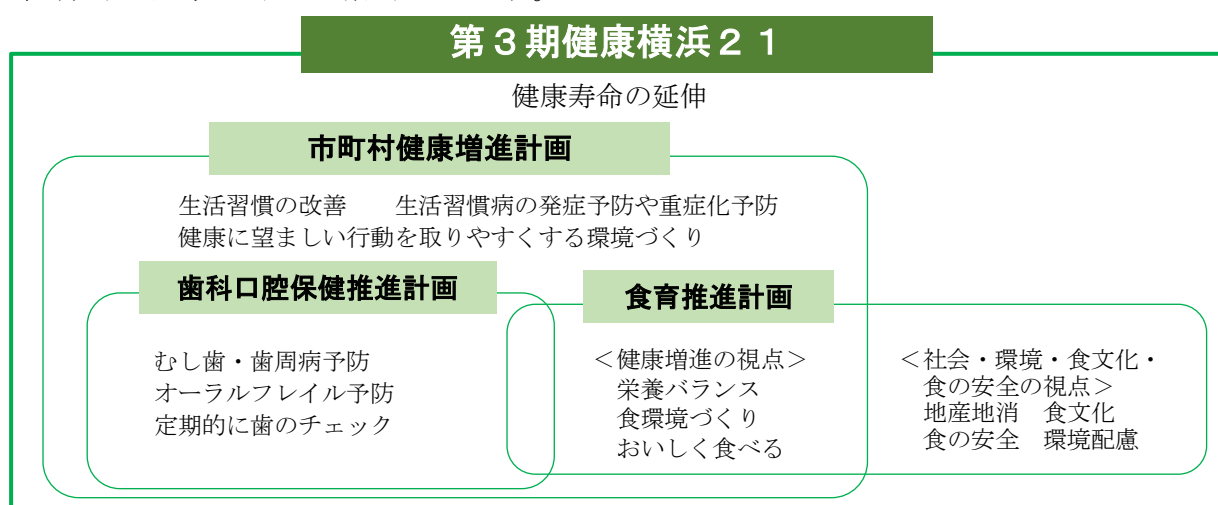 第３期健康横浜２１
健康寿命の延伸
市町村健康増進計画
生活習慣の改善　　生活習慣病の発症予防や重症化予防
健康に望ましい行動を取りやすくする環境づくり
歯科口腔保健推進計画
むし歯・歯周病予防
オーラルフレイル予防
定期的に歯のチェック
食育推進計画
＜健康増進の視点＞
栄養バランス
食環境づくり
おいしく食べる
＜社会・環境・食文化・
食の安全の視点＞
地産地消　食文化
食の安全　環境配慮